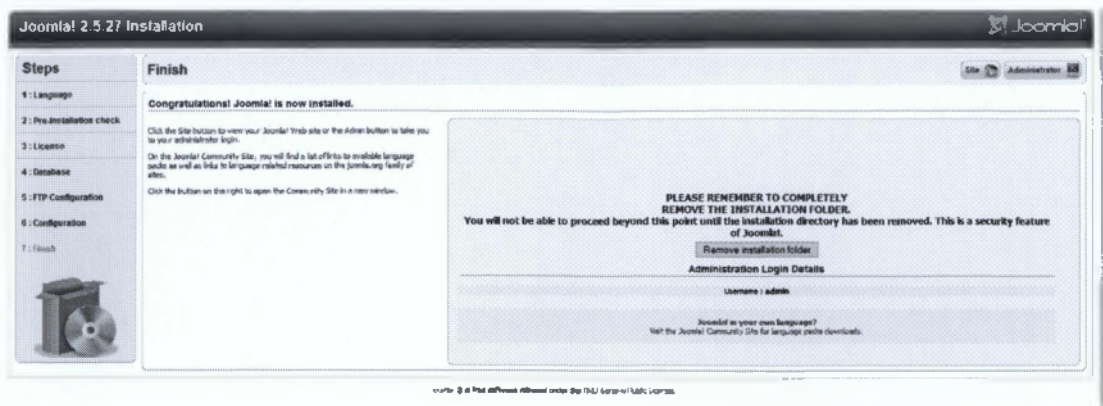 Joomla! 2.5.27 Installation
Joomla!
Steps
1 : Language
2 : Pre-Installation check
3 : License
4 : Database
5 : FTP Configuration
6 : Configuration
7 : Finish
Finish
Site
Administrator
Congratulations! Joomla! is now installed.
Click the Site button to view your Joomla! Web site or the Admin button to take you
to your administrator login.
On the Joomla! Community Site, you will find a list of links to available language
packs as well as links to language related resources on the joomla.org family of
sites.
Click the button on the right to open the Community Site in a new window.
PLEASE REMEMBER TO COMPLETELY
REMOVE THE INSTALLATION FOLDER.
You will not be able to proceed beyond this point until the installation directory has been removed. This is a security feature
of Joomla!.
Remove installation folder
Administration Login Details
Username : admin
Joomla! in your own language?
Visit the Joomla! Community Site for language packs downloads.
under the GNU General Public License.